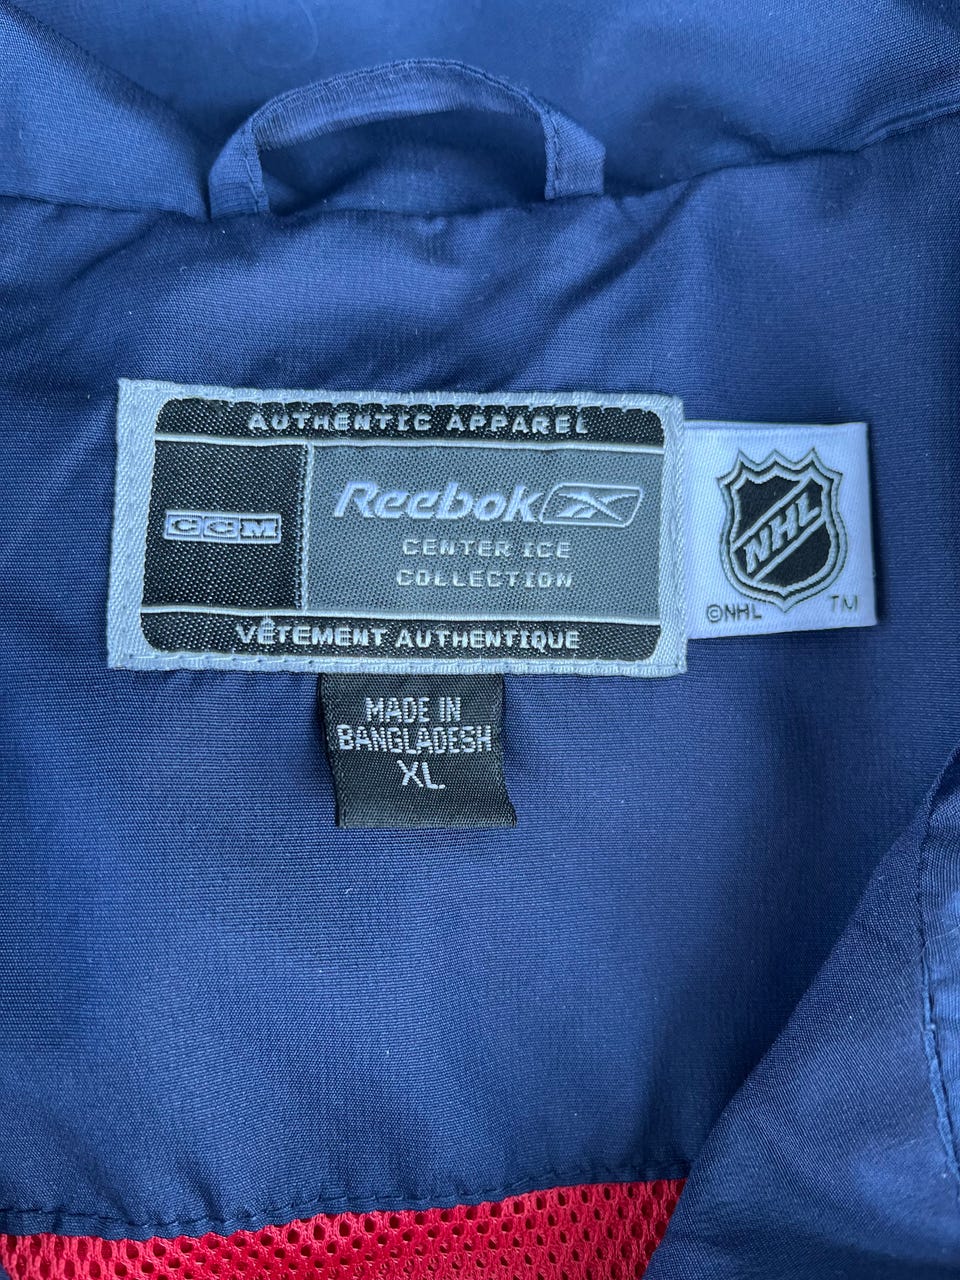 AUTHENTIC APPAREL
CCM
Reebok
CENTER ICE
COLLECTION
VÊTEMENT AUTHENTIQUE
NHL
©NHL TM
MADE IN
BANGLADESH
XL